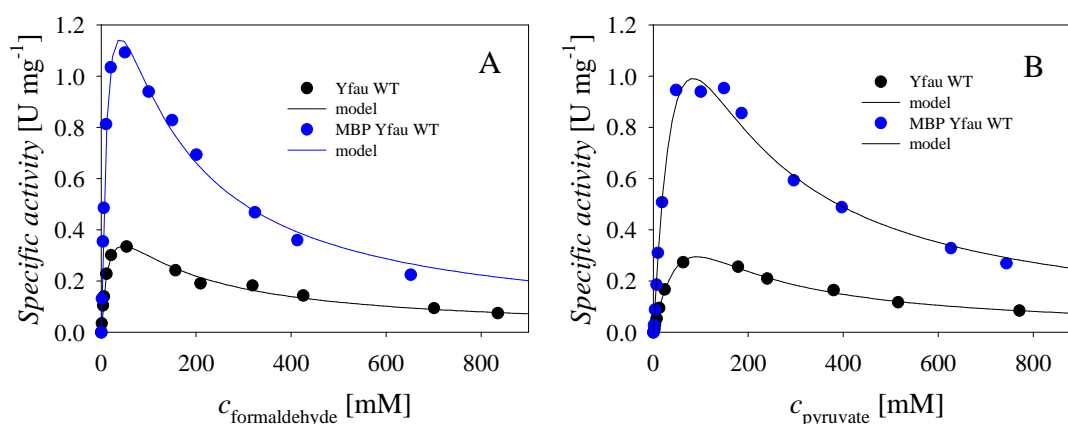 1.2
1.0
0.8
0.6
0.4
0.2
0.0
Specific activity [U mg-1]
A
Yfau WT
model
MBP Yfau WT
model
0 200 400 600 800
cformaldehyde [mM]
1.2
1.0
0.8
0.6
0.4
0.2
0.0
Specific activity [U mg-1]
B
Yfau WT
model
MBP Yfau WT
model
0 200 400 600 800
cpyruvate [mM]